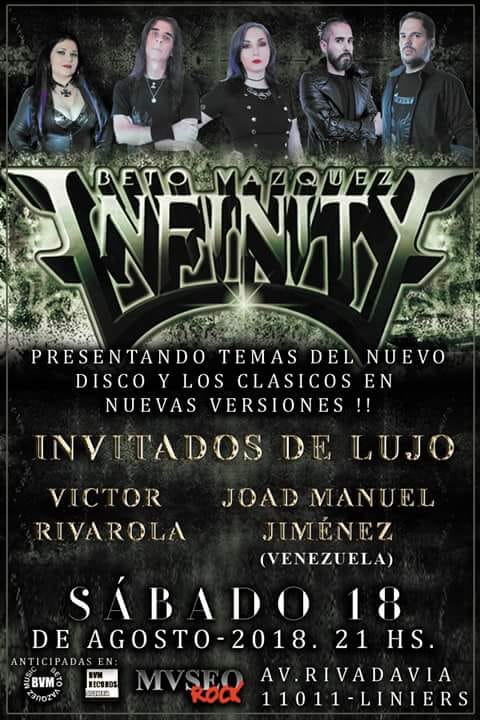 BETO VAZQUEZ
INFINITY
PRESENTANDO TEMAS DEL NUEVO
DISCO Y LOS CLASICOS EN
NUEVAS VERSIONES !!
INVITADOS DE LUJO
VICTOR
RIVAROLA
JOAD MANUEL
JIMÉNEZ
(VENEZUELA)
SÁBADO 18
DE AGOSTO-2018. 21 HS.
ANTICIPADAS EN:
BETO VAZQUEZ MUSIC
BVM
BVM
RECORDS
MVSEO
ROCK
AV.RIVADAVIA
11011-LINIERS